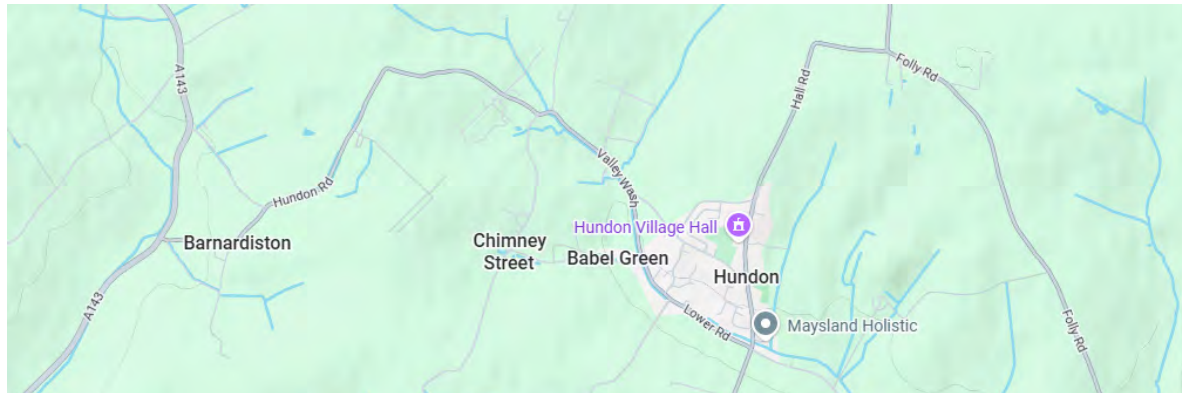 A143
Folly Rd
Hall Rd
Valley Wash
Hundon Rd
Hundon Village Hall
Barnardiston
Chimney
Street
Babel Green
Hundon
A143
Lower Rd
Maysland Holistic
Folly Rd